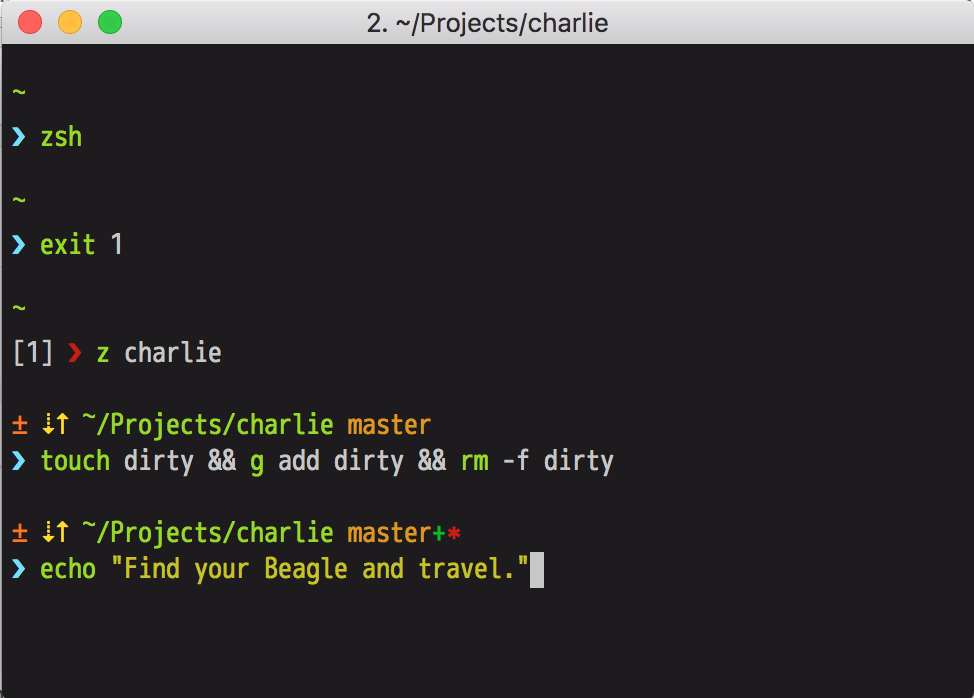 2. ~/Projects/charlie
~
❯ zsh
~
❯ exit 1
~
[1] ❯ z charlie
± ⇣↑ ~/Projects/charlie master
❯ touch dirty && g add dirty && rm -f dirty
± ⇣↑ ~/Projects/charlie master+*
❯ echo "Find your Beagle and travel."